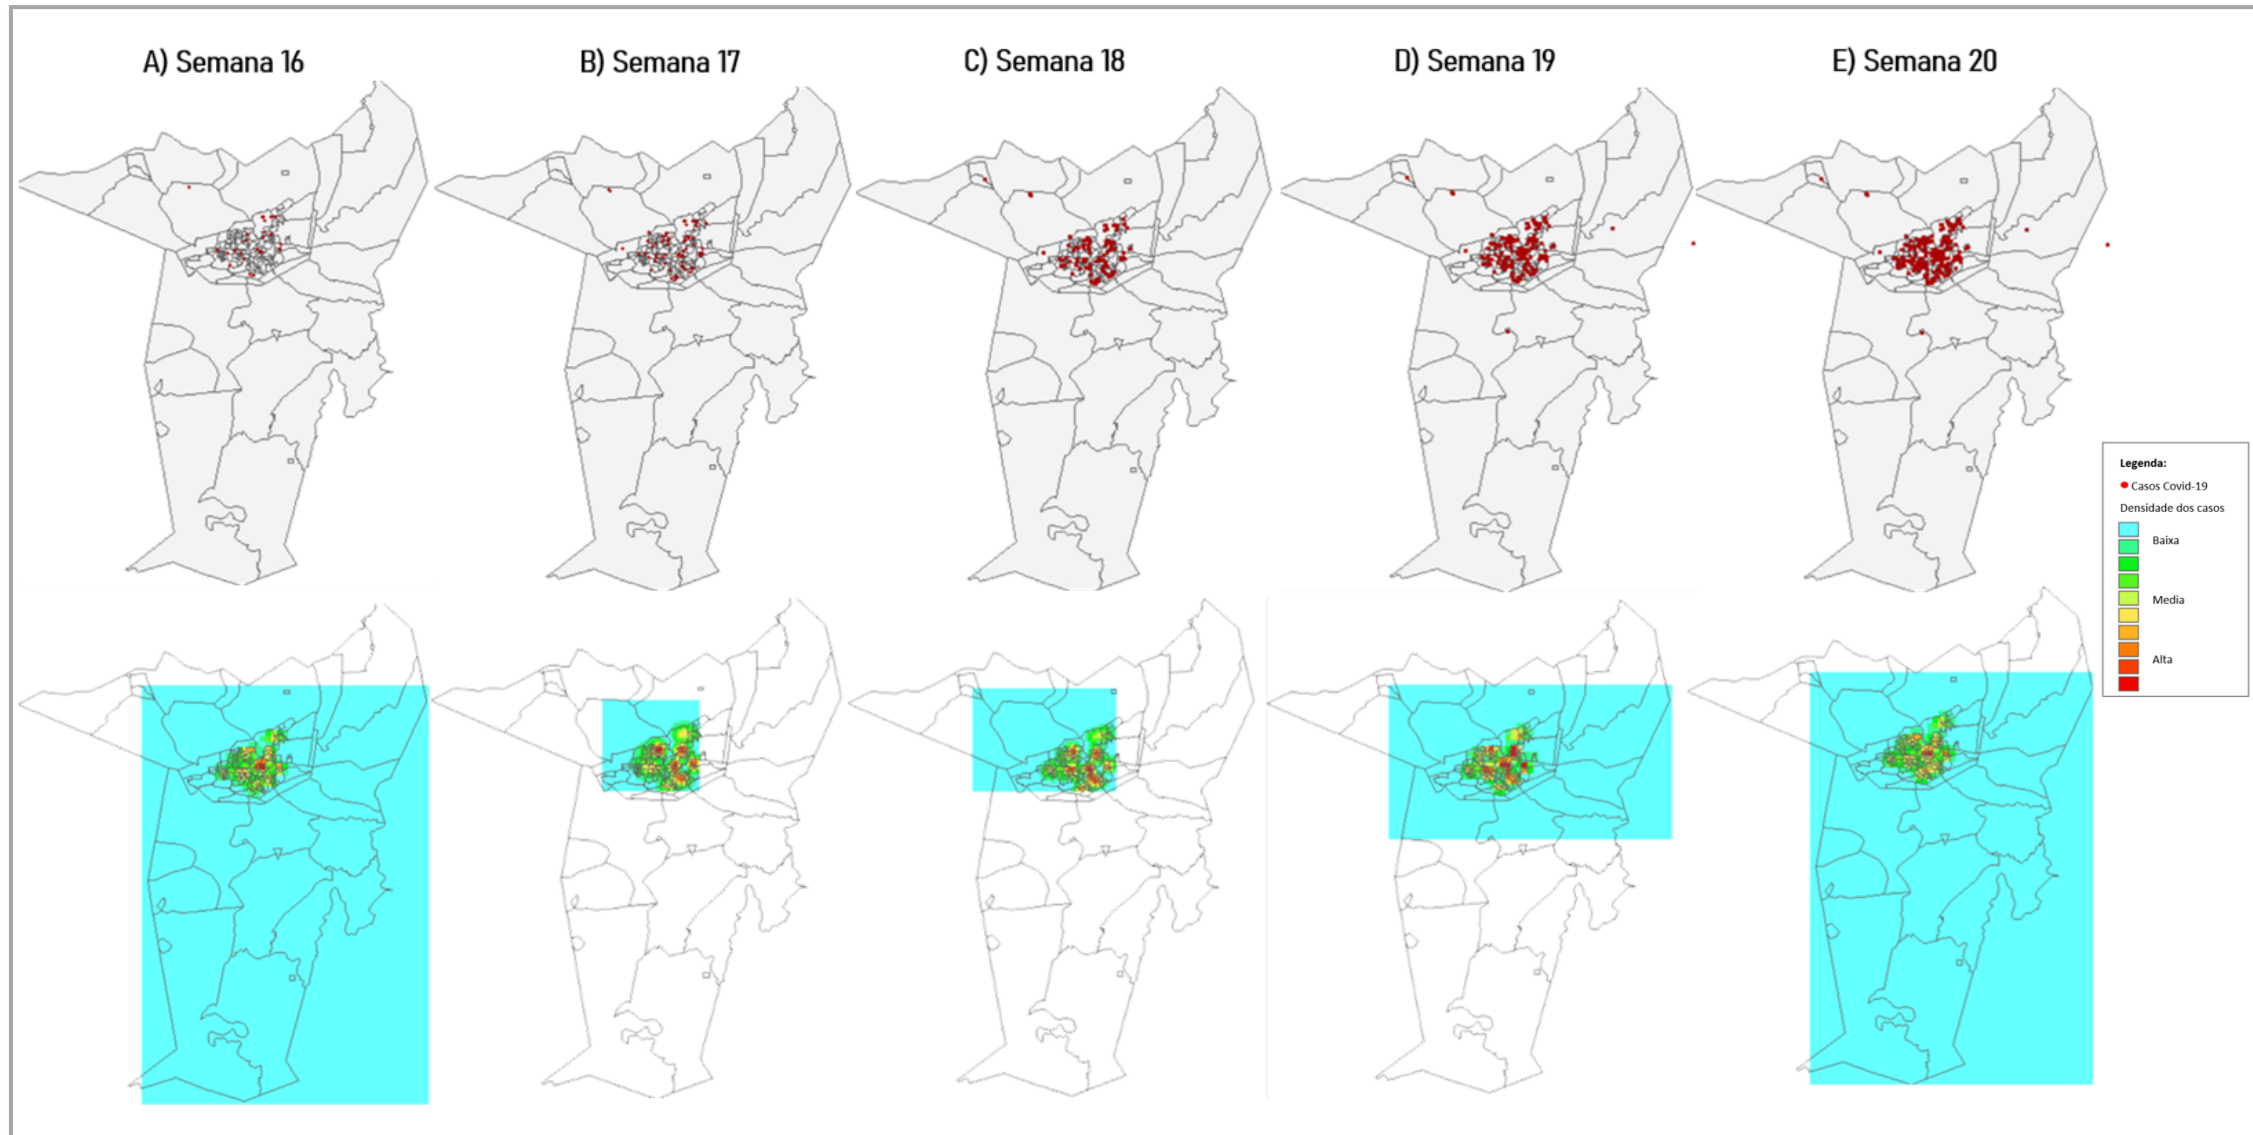 A) Semana 16
B) Semana 17
C) Semana 18
D) Semana 19
E) Semana 20
Legenda:
Casos Covid-19
Densidade dos casos
Baixa
Media
Alta